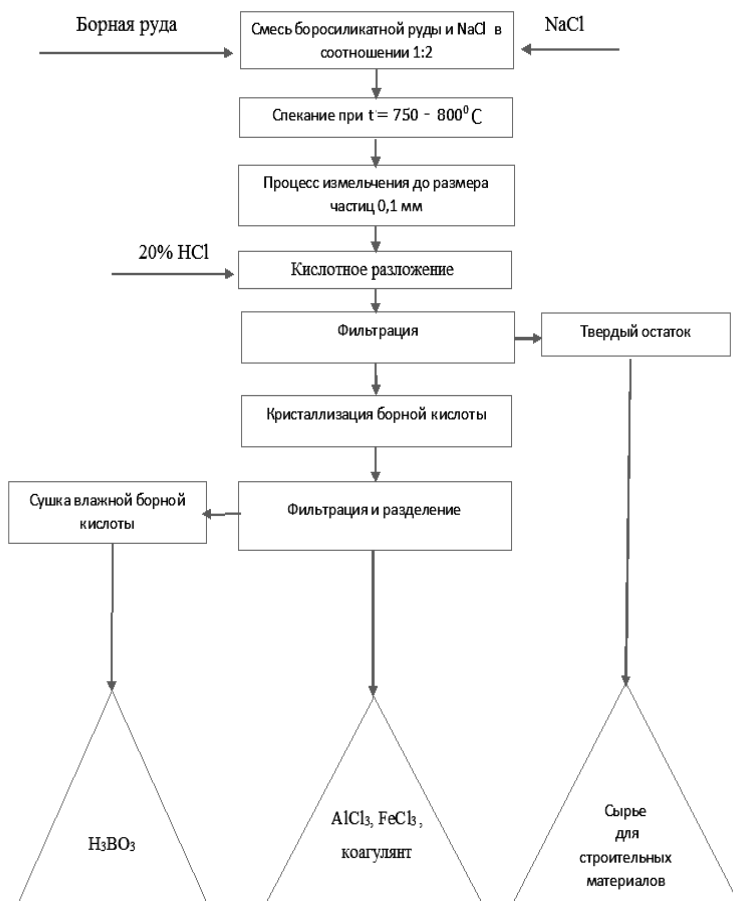 Борная руда
Смесь боросиликатной руды и NaCl в
соотношении 1:2
NaCl
Спекание при t = 750 - 800⁰ C
Процесс измельчения до размера
частиц 0,1 мм
20% HCl
Кислотное разложение
Фильтрация
Твердый остаток
Кристаллизация борной кислоты
Сушка влажной борной
кислоты
Фильтрация и разделение
H₃BO₃
AlCl₃, FeCl₃ ,
коагулянт
Сырье
для
строительных
материалов